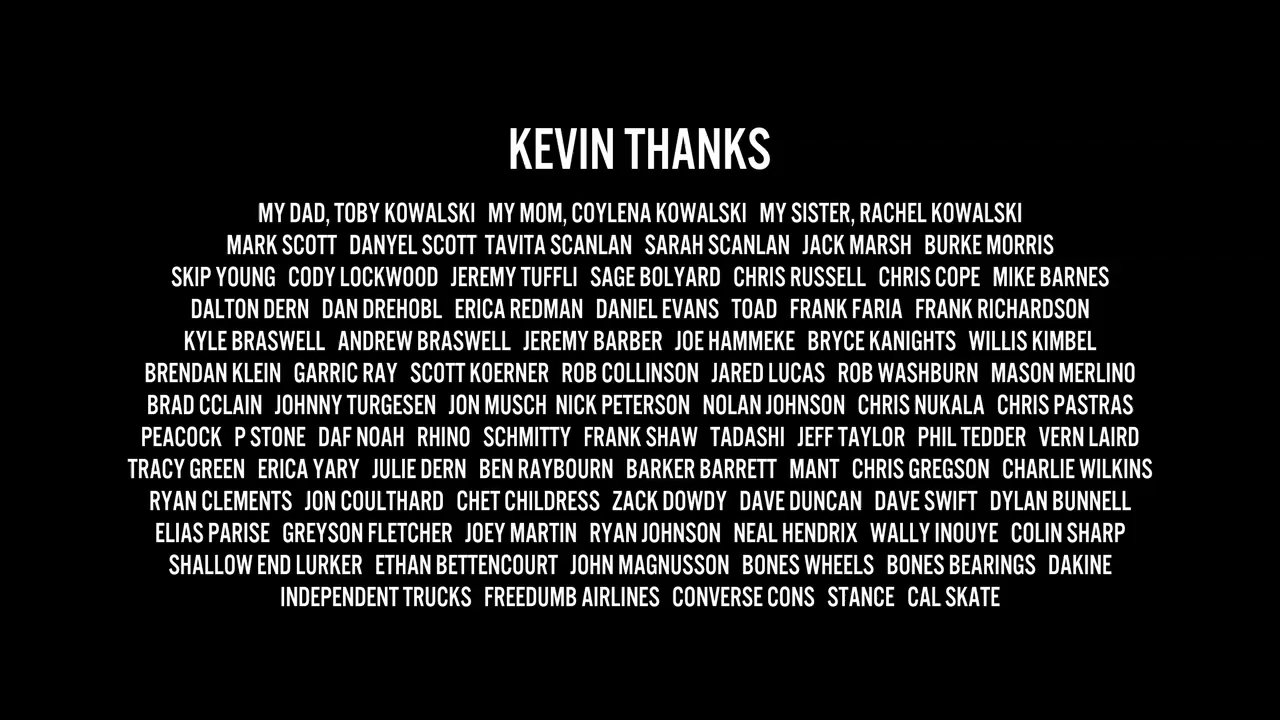 KEVIN THANKS
MY DAD, TOBY KOWALSKI MY MOM, COYLENA KOWALSKI MY SISTER, RACHEL KOWALSKI
MARK SCOTT DANYEL SCOTT TAVITA SCANLAN SARAH SCANLAN JACK MARSH BURKE MORRIS
SKIP YOUNG CODY LOCKWOOD JEREMY TUFFLI SAGE BOLYARD CHRIS RUSSELL CHRIS COPE MIKE BARNES
DALTON DERN DAN DREHOBL ERICA REDMAN DANIEL EVANS TOAD FRANK FARIA FRANK RICHARDSON
KYLE BRASWELL ANDREW BRASWELL JEREMY BARBER JOE HAMMEKE BRYCE KANIGHTS WILLIS KIMBEL
BRENDAN KLEIN GARRIC RAY SCOTT KOERNER ROB COLLINSON JARED LUCAS ROB WASHBURN MASON MERLINO
BRAD CCLAIN JOHNNY TURGESEN JON MUSCH NICK PETERSON NOLAN JOHNSON CHRIS NUKALA CHRIS PASTRAS
PEACOCK P STONE DAF NOAH RHINO SCHMITTY FRANK SHAW TADASHI JEFF TAYLOR PHIL TEDDER VERN LAIRD
TRACY GREEN ERICA YARY JULIE DERN BEN RAYBOURN BARKER BARRETT MANT CHRIS GREGSON CHARLIE WILKINS
RYAN CLEMENTS JON COULTHARD CHET CHILDRESS ZACK DOWDY DAVE DUNCAN DAVE SWIFT DYLAN BUNNELL
ELIAS PARISE GREYSON FLETCHER JOEY MARTIN RYAN JOHNSON NEAL HENDRIX WALLY INOUYE COLIN SHARP
SHALLOW END LURKER ETHAN BETTENCOURT JOHN MAGNUSSON BONES WHEELS BONES BEARINGS DAKINE
INDEPENDENT TRUCKS FREEDUMB AIRLINES CONVERSE CONS STANCE CAL SKATE